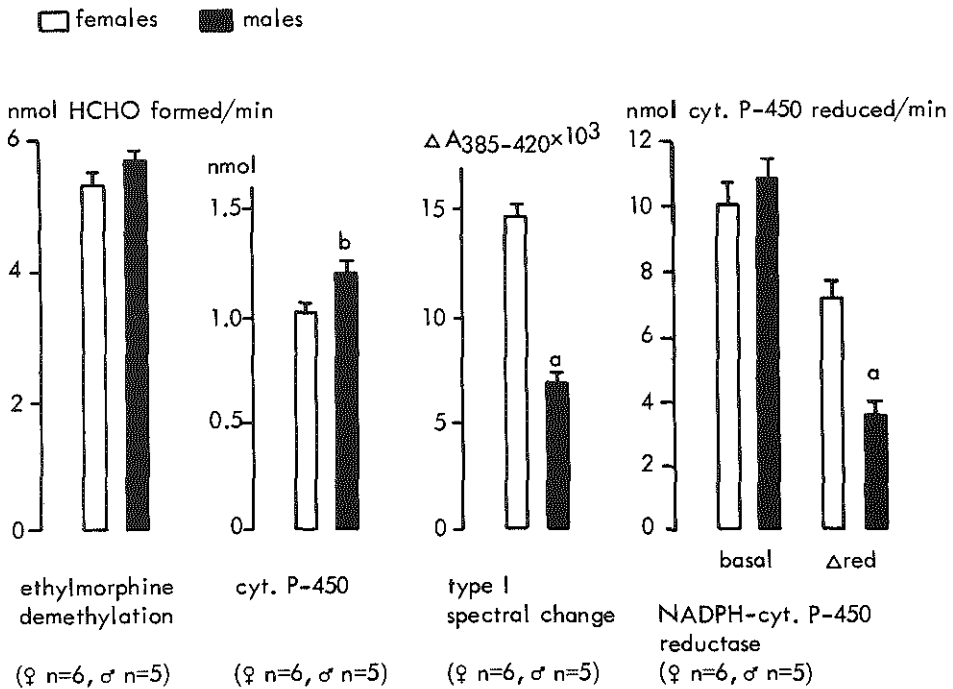 females males
nmol HCHO formed/min
6
4
2
0
ethylmorphine
demethylation
(♀ n=6, ♂ n=5)
nmol
1.5
1.0
0.5
0
b
cyt. P-450
(♀ n=6, ♂ n=5)
△A385-420×10³
15
10
5
0
a
type I
spectral change
(♀ n=6, ♂ n=5)
nmol cyt. P-450 reduced/min
12
10
8
6
4
2
0
a
basal △red
NADPH-cyt. P-450
reductase
(♀ n=6, ♂ n=5)